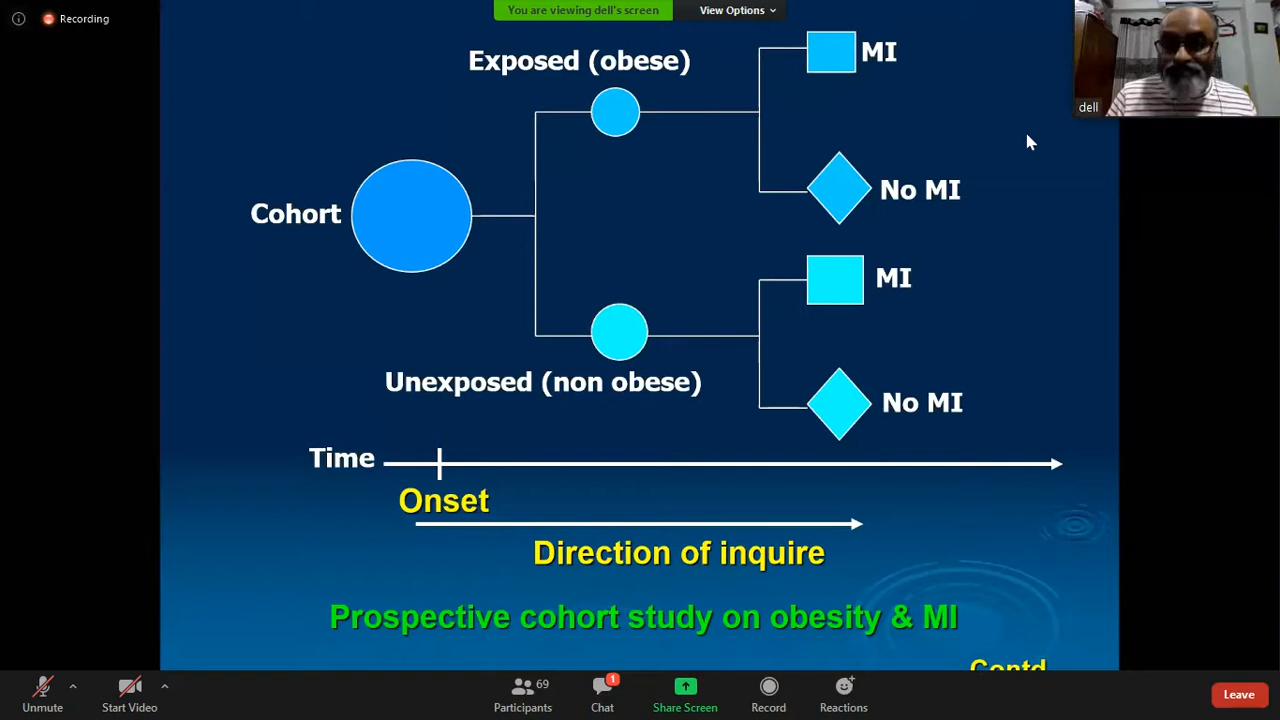 Recording
You are viewing dell's screen
View Options
Exposed (obese)
MI
dell
No MI
Cohort
MI
Unexposed (non obese)
No MI
Time
Onset
Direction of inquire
Prospective cohort study on obesity & MI
Contd
Unmute
Start Video
Participants
69
Chat
1
Share Screen
Record
Reactions
Leave